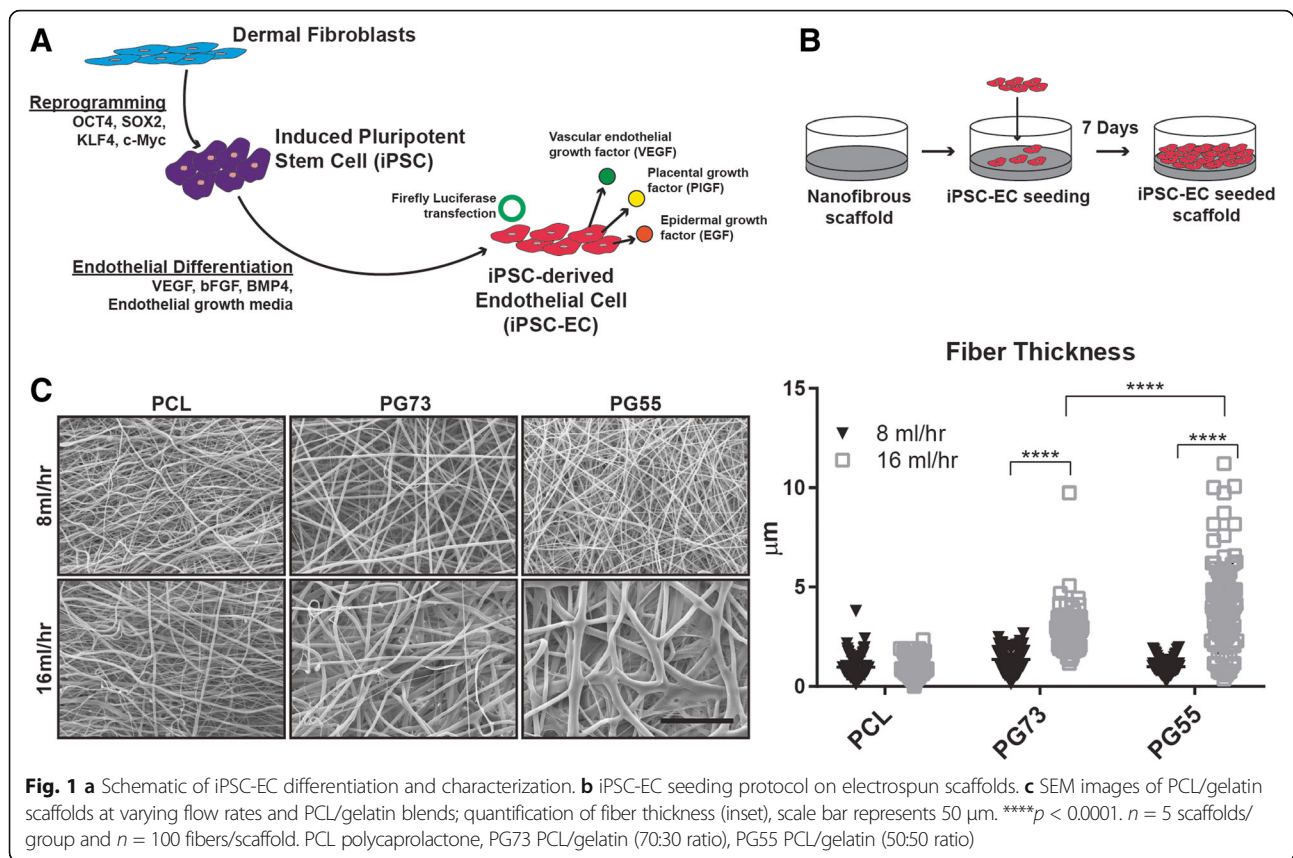 A
Dermal Fibroblasts
Reprogramming
OCT4, SOX2,
KLF4, c-Myc
Induced Pluripotent
Stem Cell (iPSC)
Endothelial Differentiation
VEGF, bFGF, BMP4,
Endothelial growth media
Firefly Luciferase
transfection
Vascular endothelial
growth factor (VEGF)
Placental growth
factor (PlGF)
Epidermal growth
factor (EGF)
iPSC-derived
Endothelial Cell
(iPSC-EC)
B
7 Days
Nanofibrous
scaffold
iPSC-EC seeding
iPSC-EC seeded
scaffold
C
PCL
PG73
PG55
8ml/hr
16ml/hr
Fiber Thickness
15
10
5
0
μm
8 ml/hr
16 ml/hr
****
****
****
PCL
PG73
PG55
Fig. 1 a Schematic of iPSC-EC differentiation and characterization. b iPSC-EC seeding protocol on electrospun scaffolds. c SEM images of PCL/gelatin
scaffolds at varying flow rates and PCL/gelatin blends; quantification of fiber thickness (inset), scale bar represents 50 μm. ****p < 0.0001. n = 5 scaffolds/
group and n = 100 fibers/scaffold. PCL polycaprolactone, PG73 PCL/gelatin (70:30 ratio), PG55 PCL/gelatin (50:50 ratio)